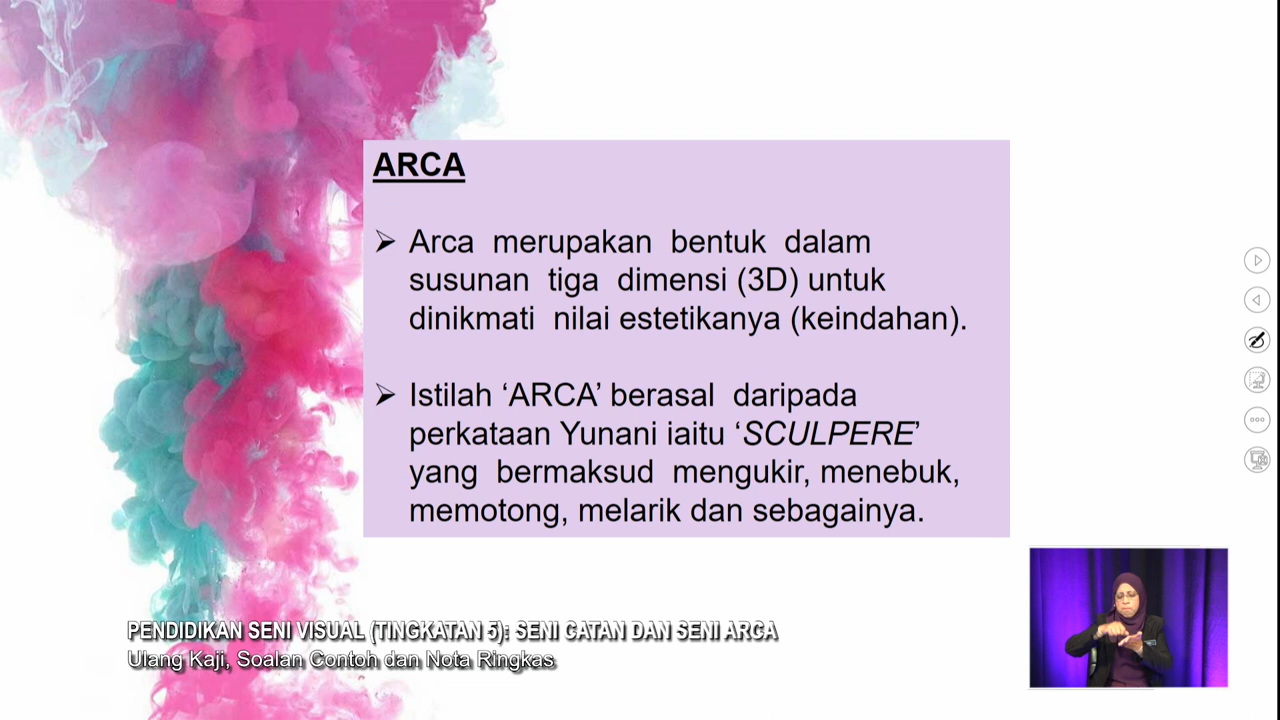 ARCA
Arca merupakan bentuk dalam
susunan tiga dimensi (3D) untuk
dinikmati nilai estetikanya (keindahan).
Istilah ‘ARCA’ berasal daripada
perkataan Yunani iaitu ‘SCULPERE’
yang bermaksud mengukir, menebuk,
memotong, melarik dan sebagainya.
PENDIDIKAN SENI VISUAL (TINGKATAN 5): SENI CATAN DAN SENI ARCA
Ulang Kaji, Soalan Contoh dan Nota Ringkas